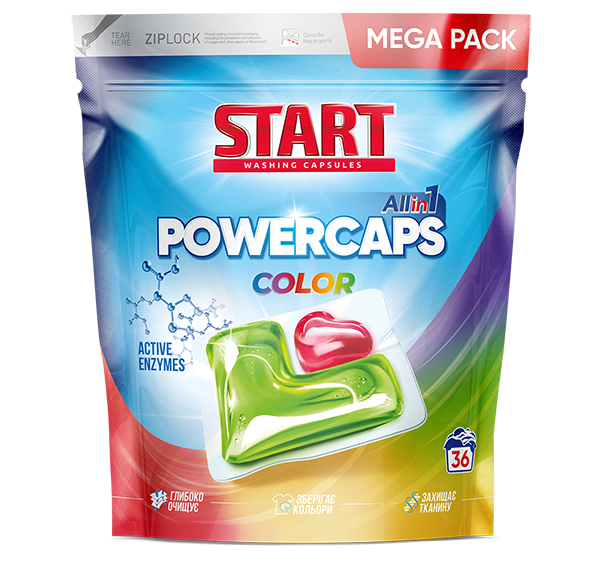 TEAR
HERE
ZIPLOCK
Close the
bag properly
MEGA PACK
START
WASHING CAPSULES
All in 1
POWERCAPS
COLOR
ACTIVE
ENZYMES
36
ГЛИБОКО
ОЧИЩУЄ
ЗБЕРІГАЄ
КОЛЬОРИ
ЗАХИЩАЄ
ТКАНИНУ